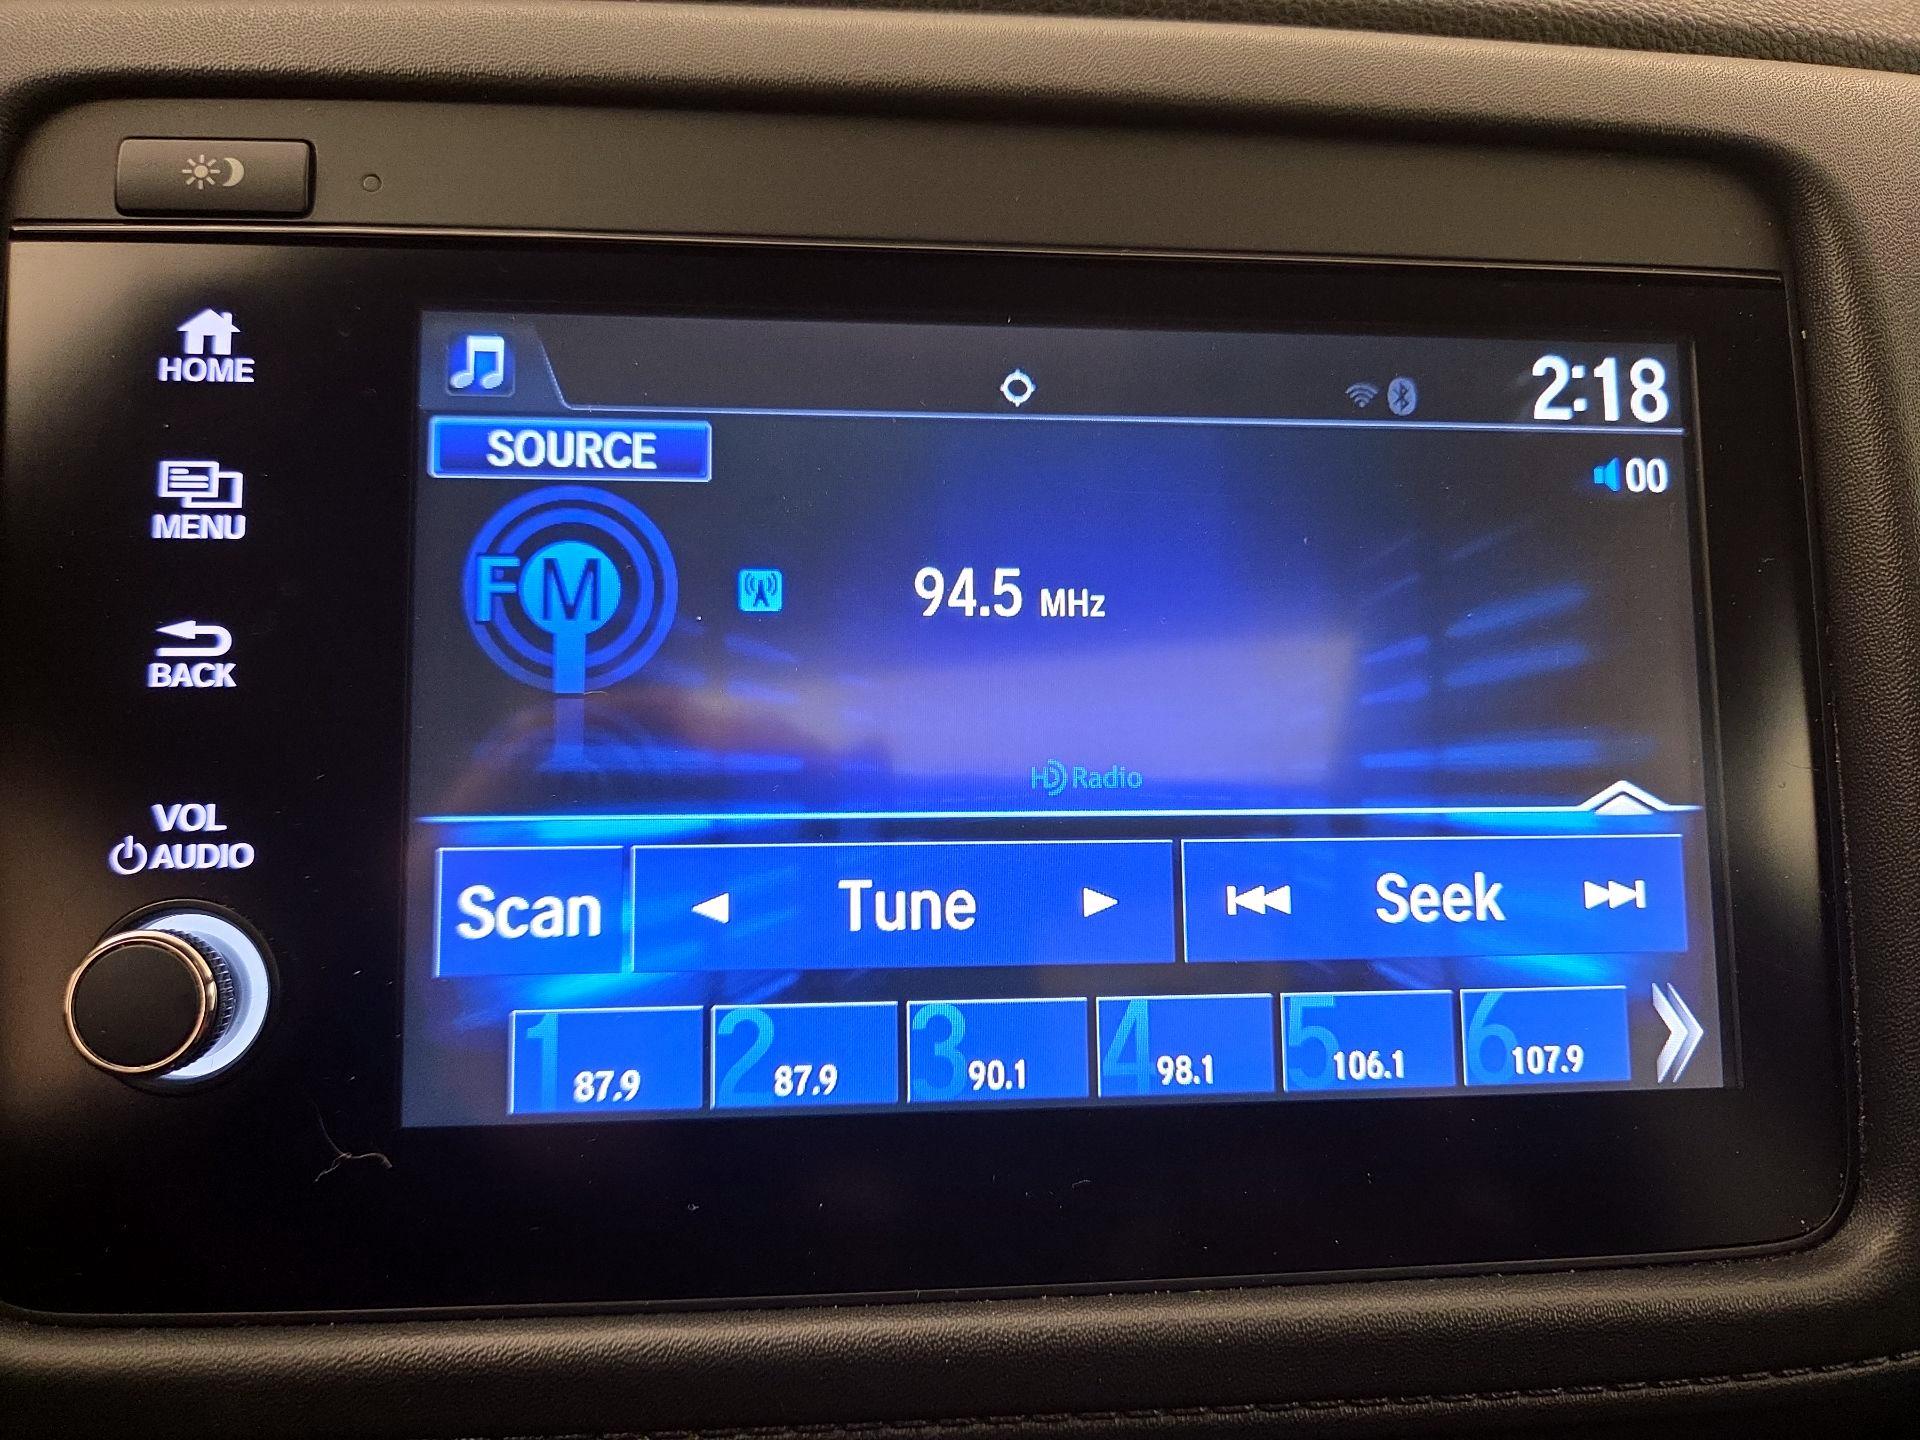 HOME
MENU
BACK
VOL
AUDIO
2:18
SOURCE
00
FM
94.5 MHz
HD Radio
Scan
Tune
Seek
1 87.9
2 87.9
3 90.1
4 98.1
5 106.1
6 107.9